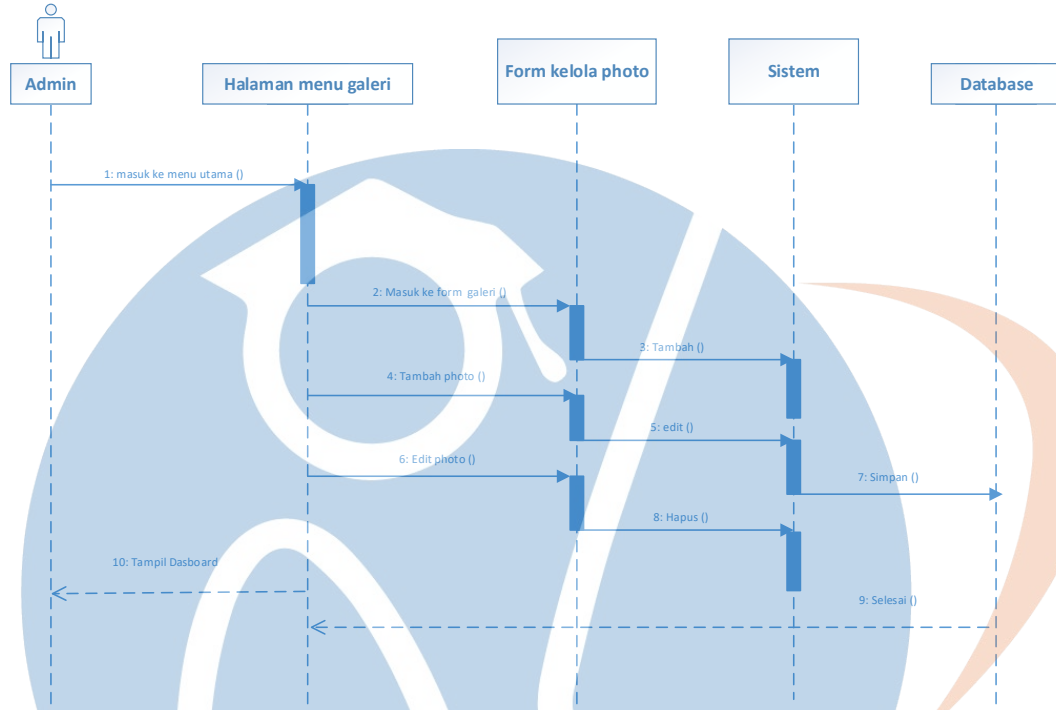 Admin
Halaman menu galeri
Form kelola photo
Sistem
Database
1: masuk ke menu utama ()
2: Masuk ke form galeri ()
3: Tambah ()
4: Tambah photo ()
5: edit ()
6: Edit photo ()
7: Simpan ()
8: Hapus ()
10: Tampil Dasboard
9: Selesai ()